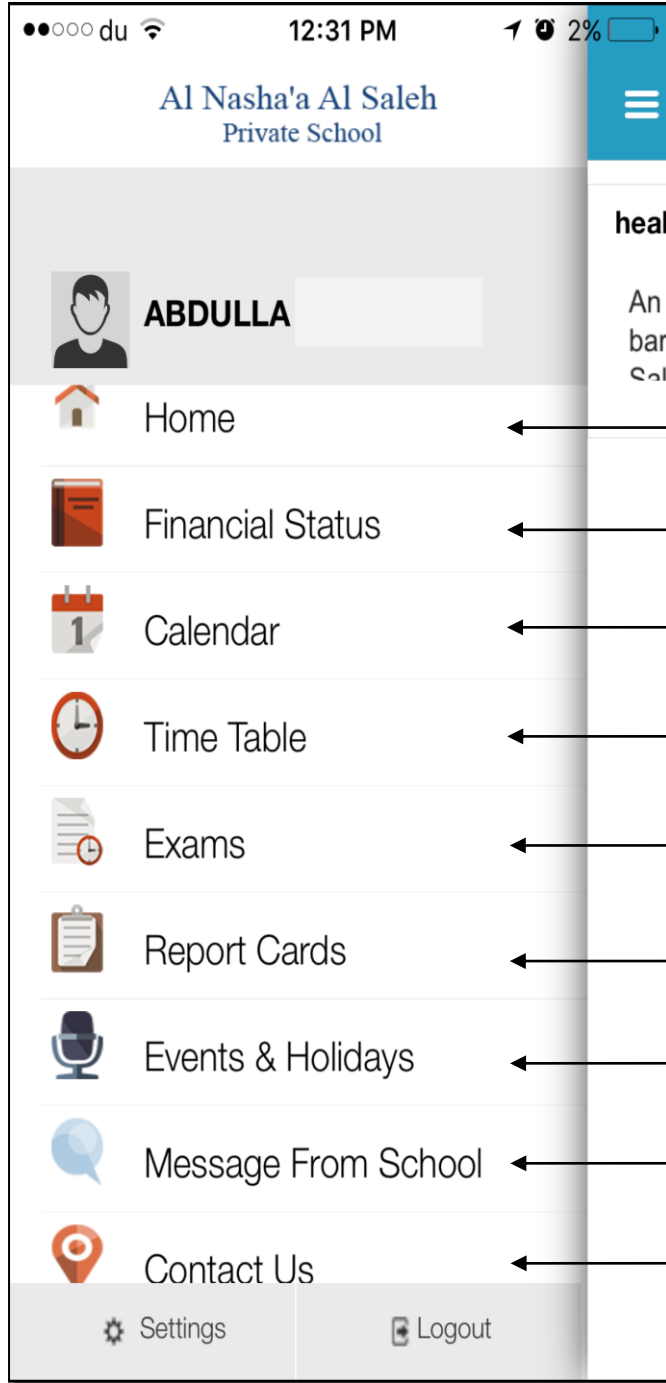 du 12:31 PM 2%
Al Nasha'a Al Saleh
Private School
ABDULLA
Home
Financial Status
1
Calendar
Time Table
Exams
Report Cards
Events & Holidays
Message From School
Contact Us
Settings Logout
An